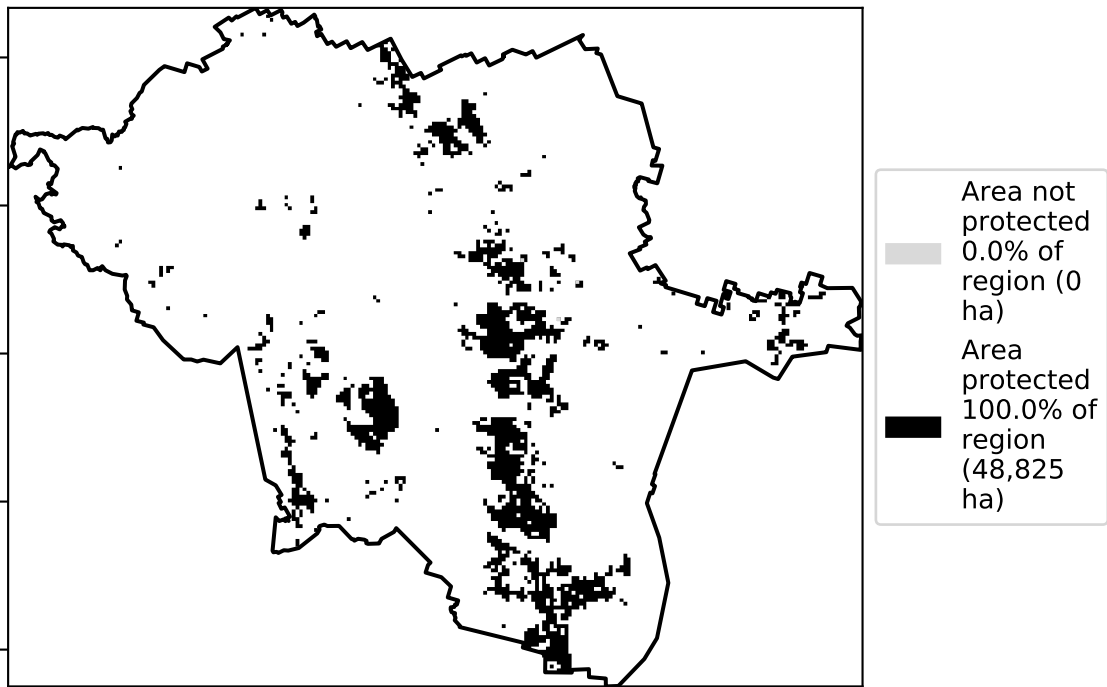 Area not
protected
0.0% of
region (0
ha)
Area
protected
100.0% of
region
(48,825
ha)